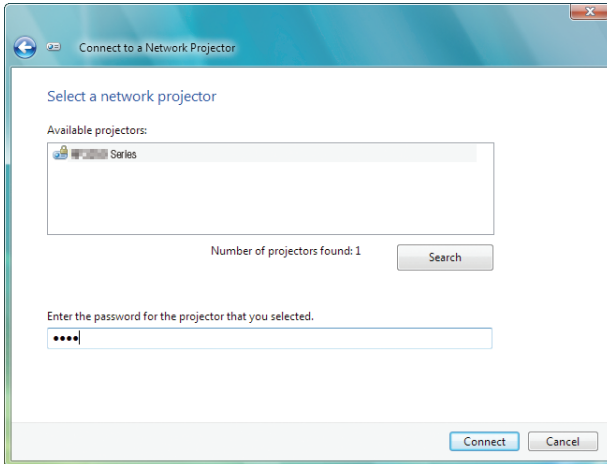 Connect to a Network Projector
Select a network projector
Available projectors:
Series
Number of projectors found: 1
Search
Enter the password for the projector that you selected.
••••
Connect
Cancel